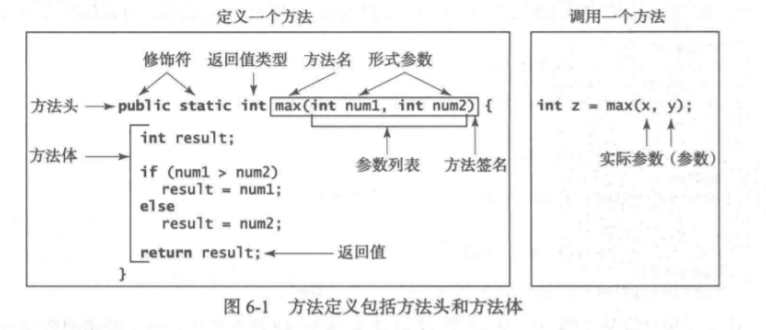 定义一个方法
调用一个方法
修饰符 返回值类型 方法名 形式参数
方法头
public static int max(int num1, int num2) {
int z = max(x, y);
方法体
int result;
参数列表 方法签名
实际参数 (参数)
if (num1 > num2)
result = num1;
else
result = num2;
return result;
返回值
}
图 6-1 方法定义包括方法头和方法体